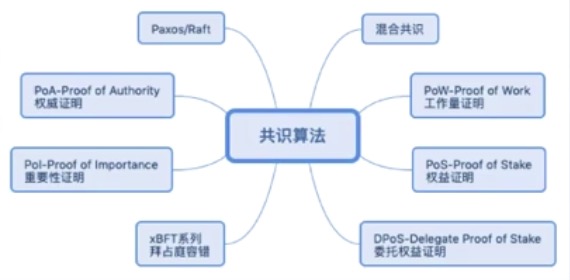 Paxos/Raft
混合共识
PoA-Proof of Authority
权威证明
PoW-Proof of Work
工作量证明
共识算法
PoI-Proof of Importance
重要性证明
PoS-Proof of Stake
权益证明
xBFT系列
拜占庭容错
DPoS-Delegate Proof of Stake
委托权益证明